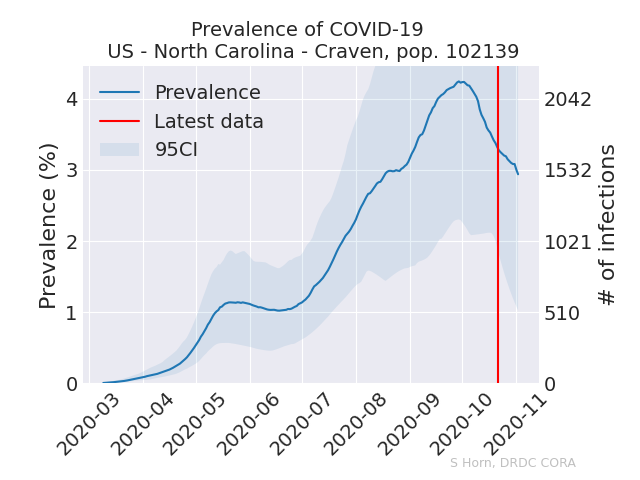 Prevalence of COVID-19
US - North Carolina - Craven, pop. 102139
Prevalence
Latest data
95CI
Prevalence (%)
4
3
2
1
0
2042
1532
1021
510
0
# of infections
2020-03
2020-04
2020-05
2020-06
2020-07
2020-08
2020-09
2020-10
2020-11
S Horn, DRDC CORA